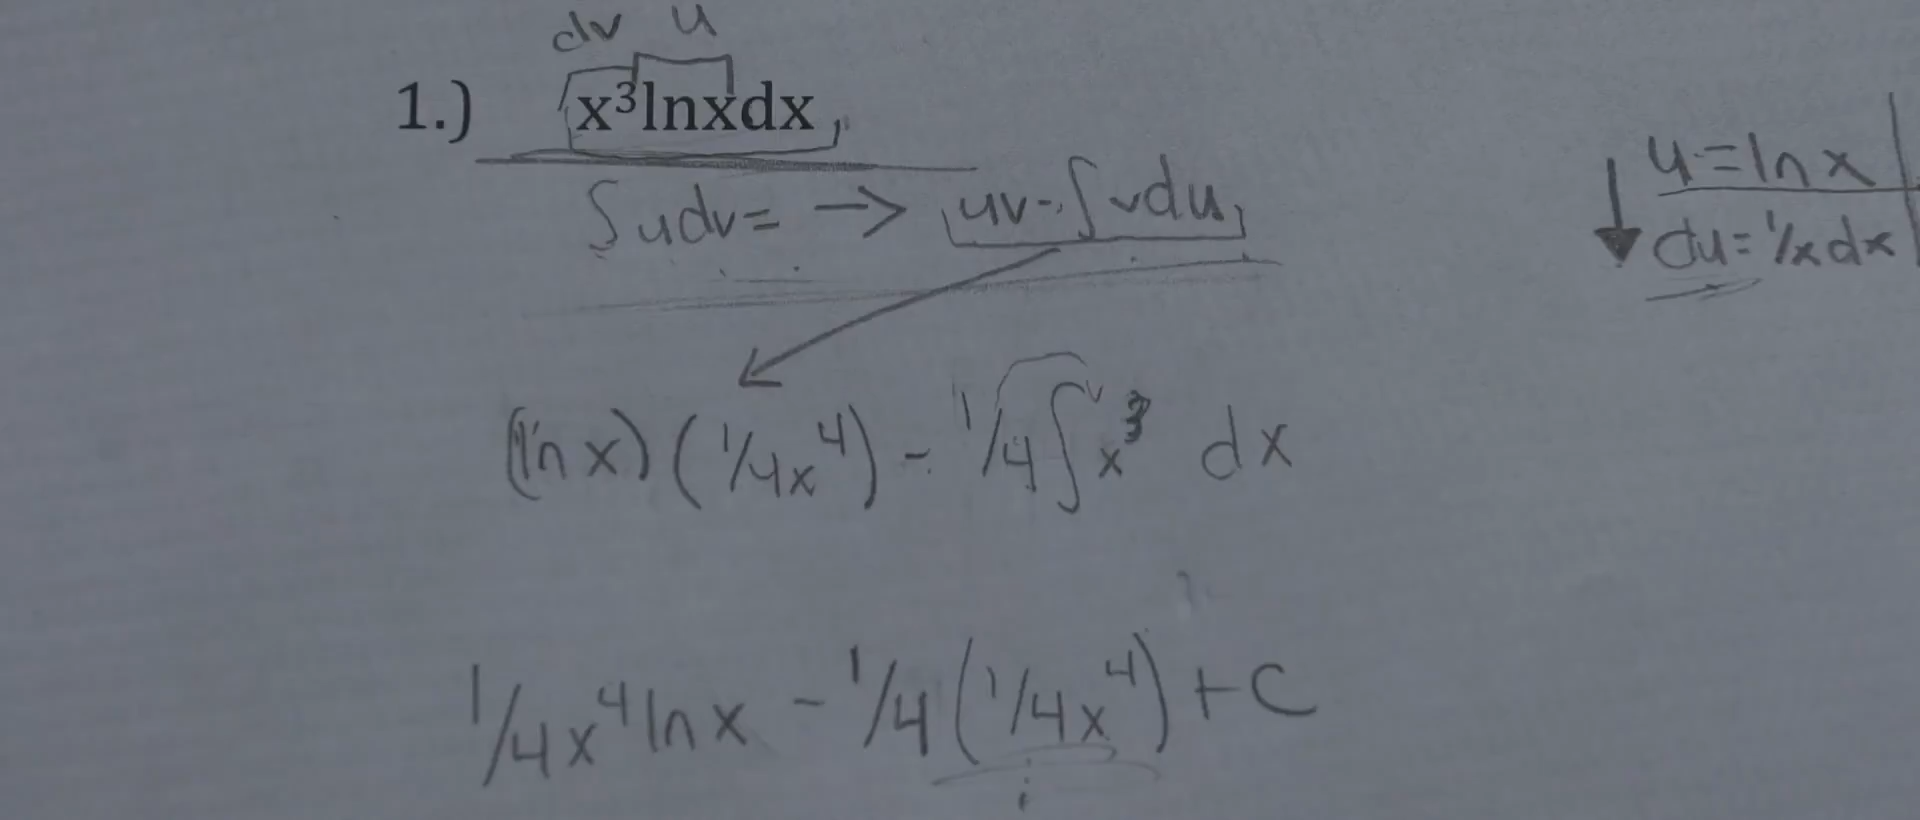 dv u
1.) x³lnxdx
∫udv= → uv-∫vdu
u=lnx
du=1/xdx
(lnx)(1/4x⁴) - 1/4∫x³ dx
1/4x⁴lnx - 1/4(1/4x⁴)+C